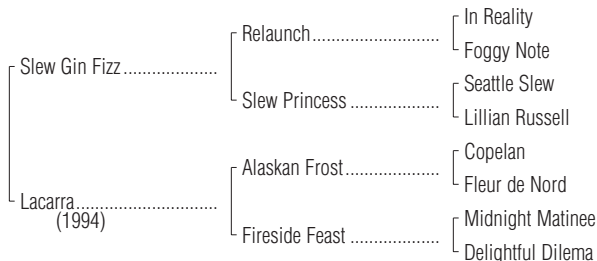 In Reality
Relaunch....................
Foggy Note
Slew Gin Fizz....................
Seattle Slew
Slew Princess...................
Lillian Russell
Copelan
Alaskan Frost....................
Fleur de Nord
Lacarra..............................
(1994)
Midnight Matinee
Fireside Feast...................
Delightful Dilema